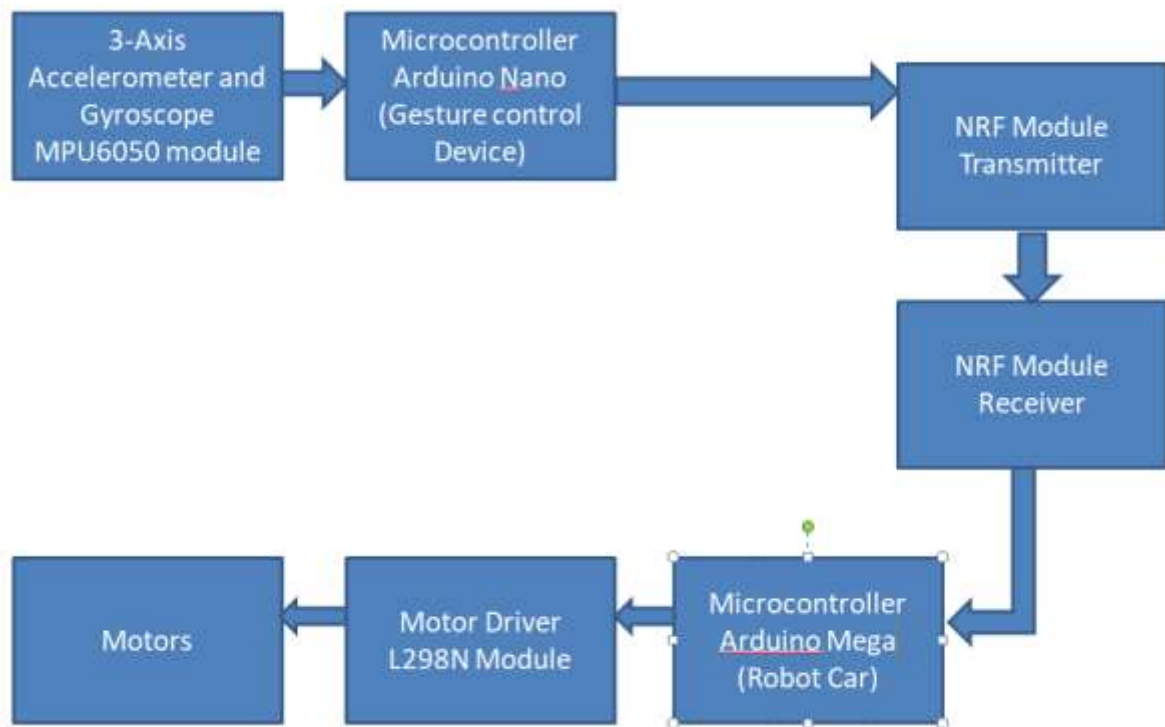 3-Axis
Accelerometer and
Gyroscope
MPU6050 module
Microcontroller
Arduino Nano
(Gesture control
Device)
NRF Module
Transmitter
NRF Module
Receiver
Microcontroller
Arduino Mega
(Robot Car)
Motor Driver
L298N Module
Motors